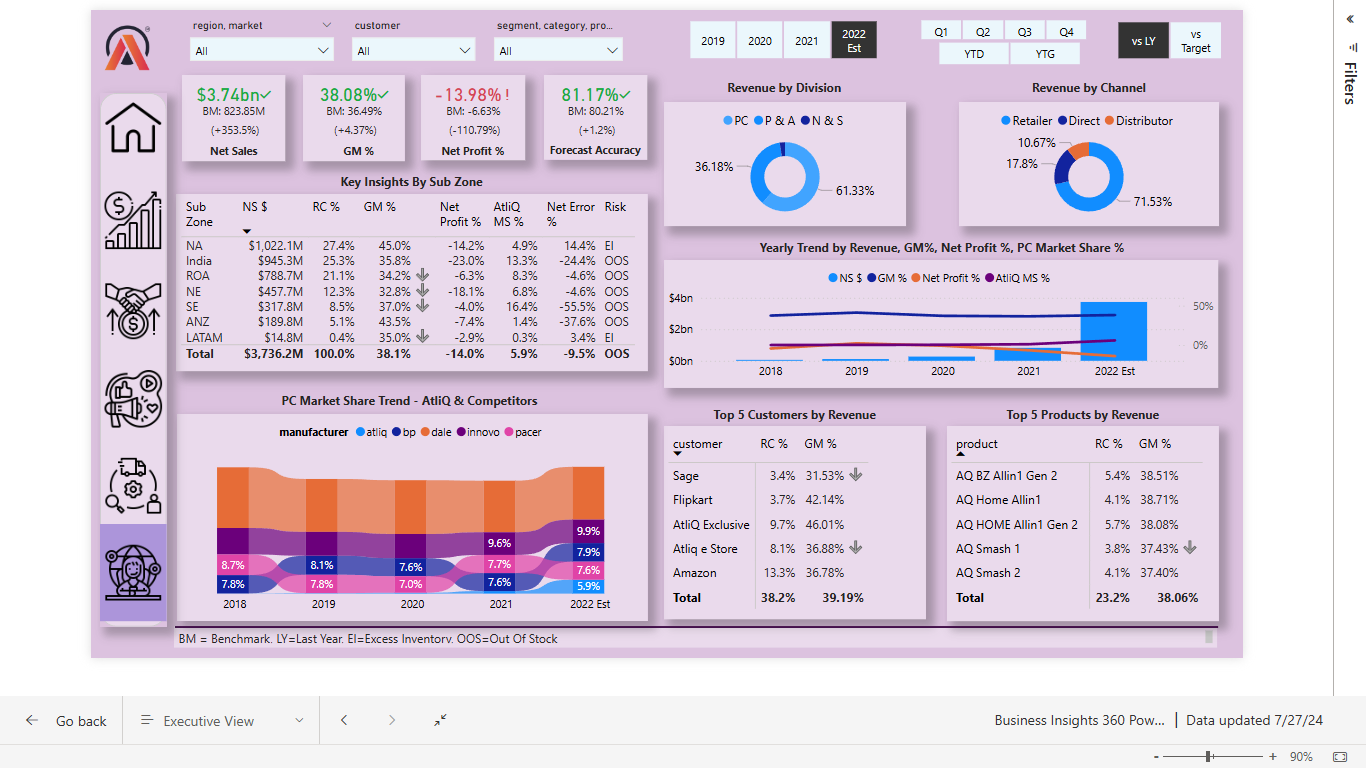 region, market
customer
segment, category, pro...
All
All
All
2019
2020
2021
2022 Est
Q1
Q2
Q3
Q4
YTD
YTG
vs LY
vs Target
«
Filters
$3.74bn✓
BM: 823.85M
(+353.5%)
Net Sales
38.08%✓
BM: 36.49%
(+4.37%)
GM %
-13.98% !
BM: -6.63%
(-110.79%)
Net Profit %
81.17%✓
BM: 80.21%
(+1.2%)
Forecast Accuracy
Revenue by Division
PC P & A N & S
36.18%
61.33%
Revenue by Channel
Retailer Direct Distributor
10.67%
17.8%
71.53%
Key Insights By Sub Zone
Sub Zone NS $ RC % GM % Net Profit % AtliQ MS % Net Error % Risk
NA $1,022.1M 27.4% 45.0% -14.2% 4.9% 14.4% EI
India $945.3M 25.3% 35.8% -23.0% 13.3% -24.4% OOS
ROA $788.7M 21.1% 34.2% -6.3% 8.3% -4.6% OOS
NE $457.7M 12.3% 32.8% -18.1% 6.8% -4.6% OOS
SE $317.8M 8.5% 37.0% -4.0% 16.4% -55.5% OOS
ANZ $189.8M 5.1% 43.5% -7.4% 1.4% -37.6% OOS
LATAM $14.8M 0.4% 35.0% -2.9% 0.3% 3.4% EI
Total $3,736.2M 100.0% 38.1% -14.0% 5.9% -9.5% OOS
Yearly Trend by Revenue, GM%, Net Profit %, PC Market Share %
NS $ GM % Net Profit % AtliQ MS %
$4bn
$2bn
$0bn
50%
0%
2018 2019 2020 2021 2022 Est
PC Market Share Trend - AtliQ & Competitors
manufacturer atliq bp dale innovo pacer
9.9%
9.6%
7.9%
8.7% 8.1% 7.6% 7.7% 7.6%
7.8% 7.8% 7.0% 7.6% 5.9%
2018 2019 2020 2021 2022 Est
Top 5 Customers by Revenue
customer RC % GM %
Sage 3.4% 31.53%
Flipkart 3.7% 42.14%
AtliQ Exclusive 9.7% 46.01%
Atliq e Store 8.1% 36.88%
Amazon 13.3% 36.78%
Total 38.2% 39.19%
Top 5 Products by Revenue
product RC % GM %
AQ BZ Allin1 Gen 2 5.4% 38.51%
AQ Home Allin1 4.1% 38.71%
AQ HOME Allin1 Gen 2 5.7% 38.08%
AQ Smash 1 3.8% 37.43%
AQ Smash 2 4.1% 37.40%
Total 23.2% 38.06%
BM = Benchmark. LY=Last Year. EI=Excess Inventory. OOS=Out Of Stock
Go back
Executive View
Business Insights 360 Pow... | Data updated 7/27/24
- + 90%